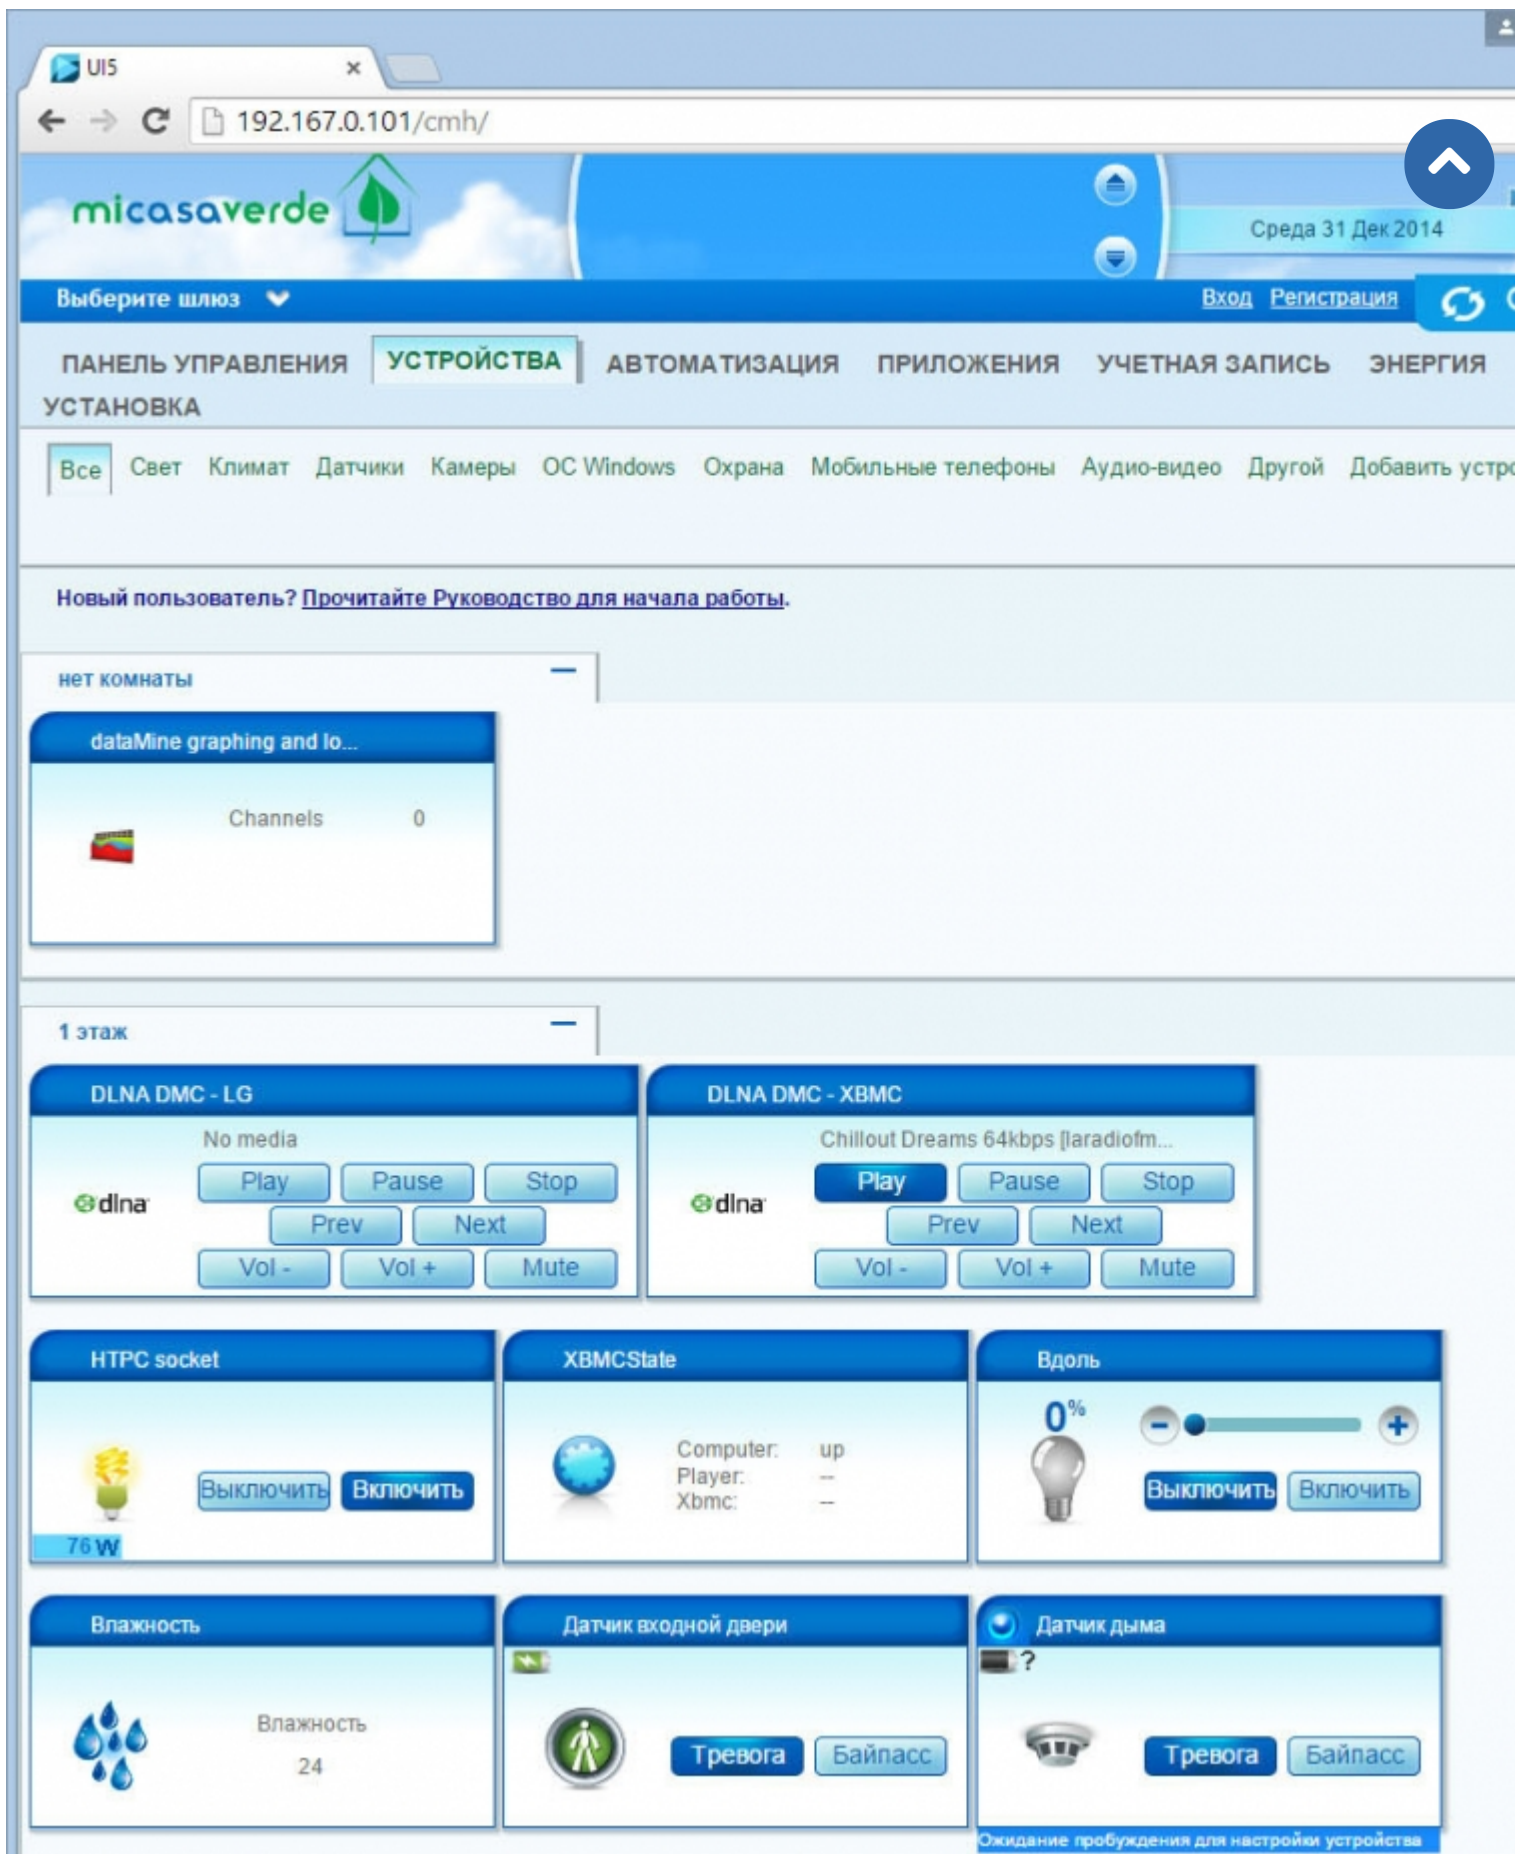 UI5
192.167.0.101/cmh/
micasaverde
Среда 31 Дек 2014
Выберите шлюз
Вход Регистрация
ПАНЕЛЬ УПРАВЛЕНИЯ УСТРОЙСТВА АВТОМАТИЗАЦИЯ ПРИЛОЖЕНИЯ УЧЕТНАЯ ЗАПИСЬ ЭНЕРГИЯ
УСТАНОВКА
Все Свет Климат Датчики Камеры ОС Windows Охрана Мобильные телефоны Аудио-видео Другой Добавить устро
Новый пользователь? Прочитайте Руководство для начала работы.
нет комнаты
dataMine graphing and lo...
Channels 0
1 этаж
DLNA DMC - LG DLNA DMC - XBMC
No media Chillout Dreams 64kbps [laradiofm...
Play Pause Stop Play Pause Stop
dlna dlna
Prev Next Prev Next
Vol - Vol + Mute Vol - Vol + Mute
HTPC socket XBMCState Вдоль
0%
Computer: up
Player: --
Выключить Включить Выключить Включить
Xbmc: --
76 W
Влажность Датчик входной двери Датчик дыма
?
Влажность
Тревога Байпасс Тревога Байпасс
24
Ожидание пробуждения для настройки устройства